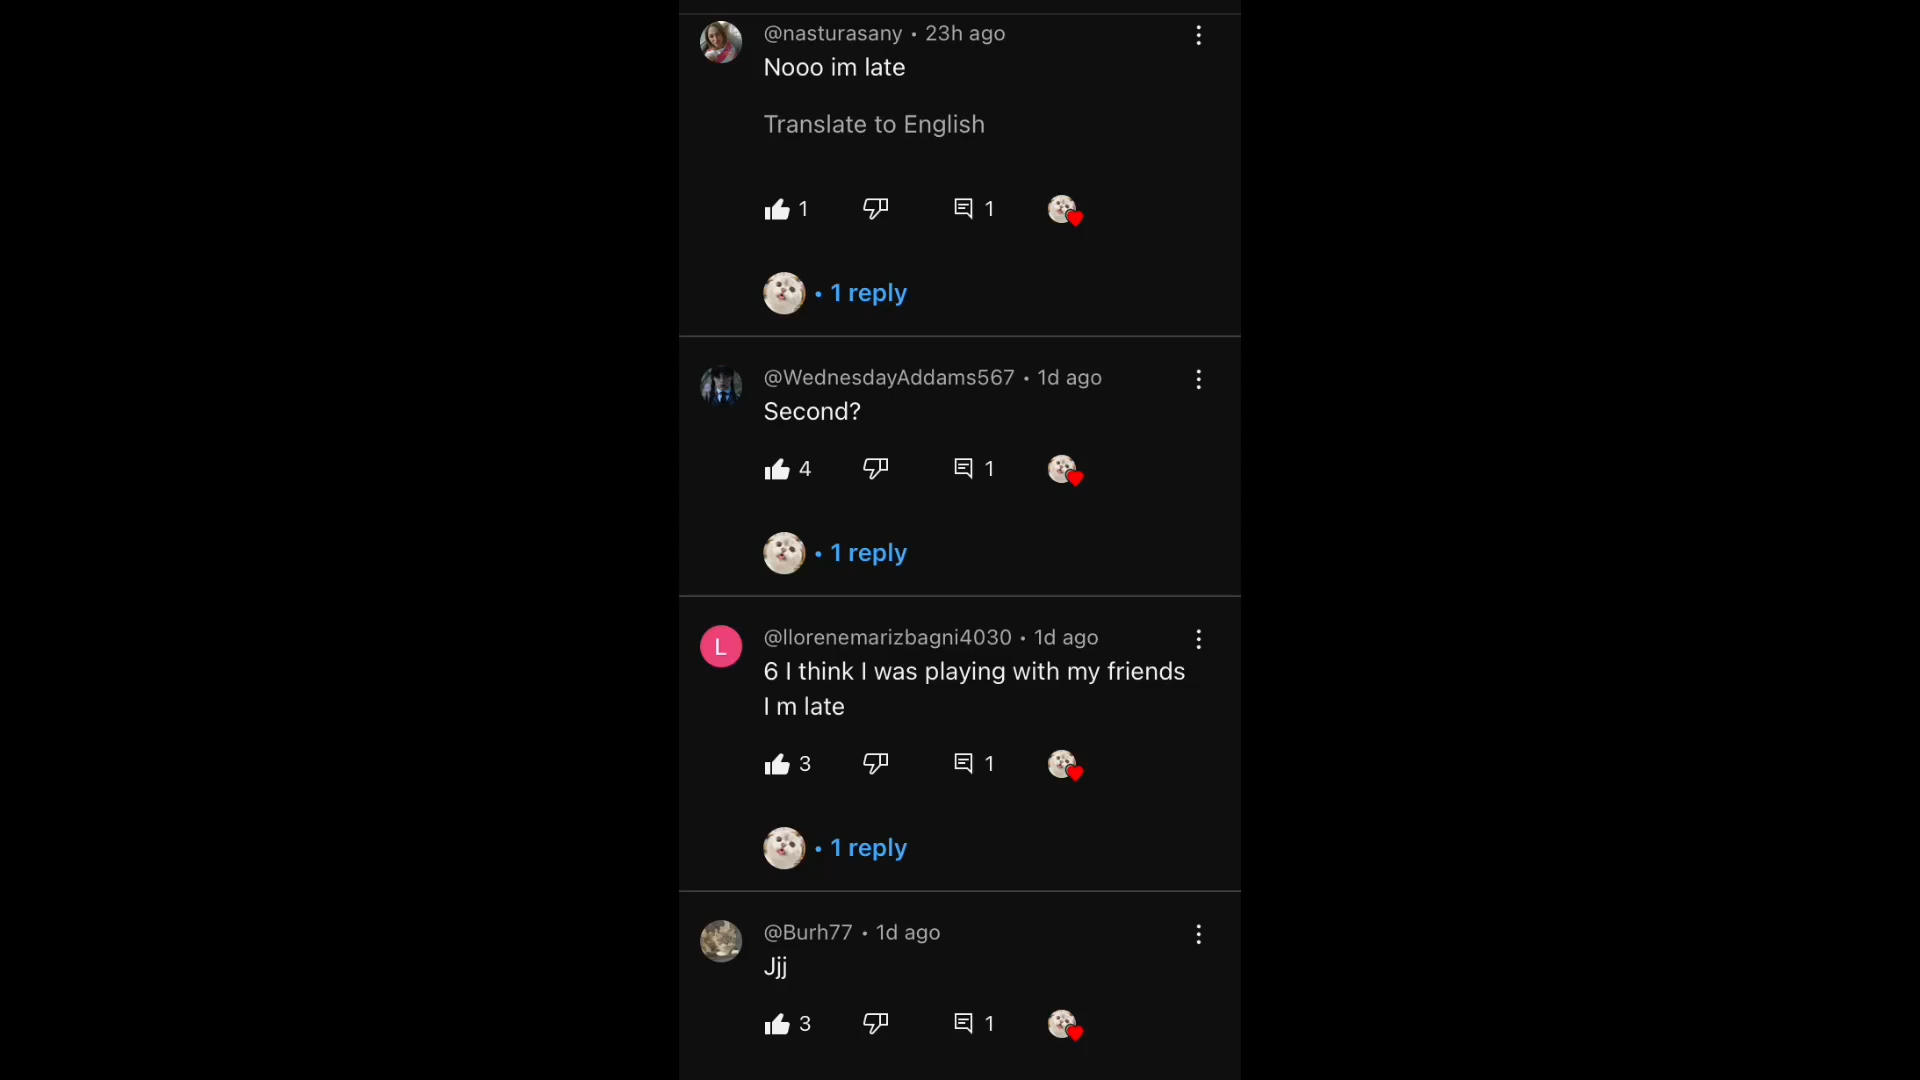 @nasturasany • 23h ago
Nooo im late
Translate to English
1 1
• 1 reply
@WednesdayAddams567 • 1d ago
Second?
4 1
• 1 reply
L @llorenemarizbagni4030 • 1d ago
6 I think I was playing with my friends
I m late
3 1
• 1 reply
@Burh77 • 1d ago
Jjj
3 1